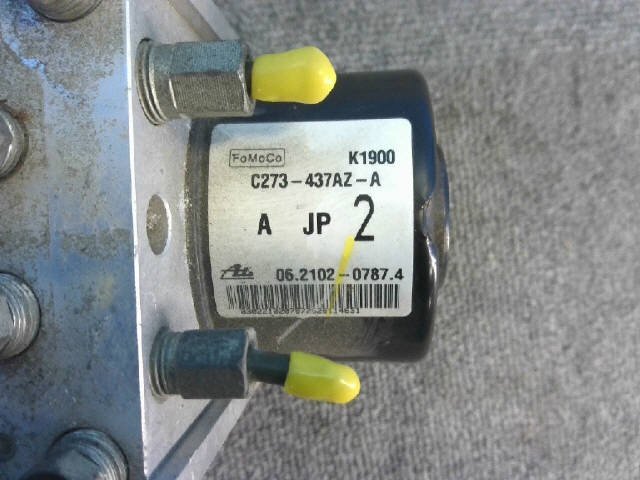 FoMoCo K1900
C273-437AZ-A
A JP 2
Ate 06.2102-0787.4